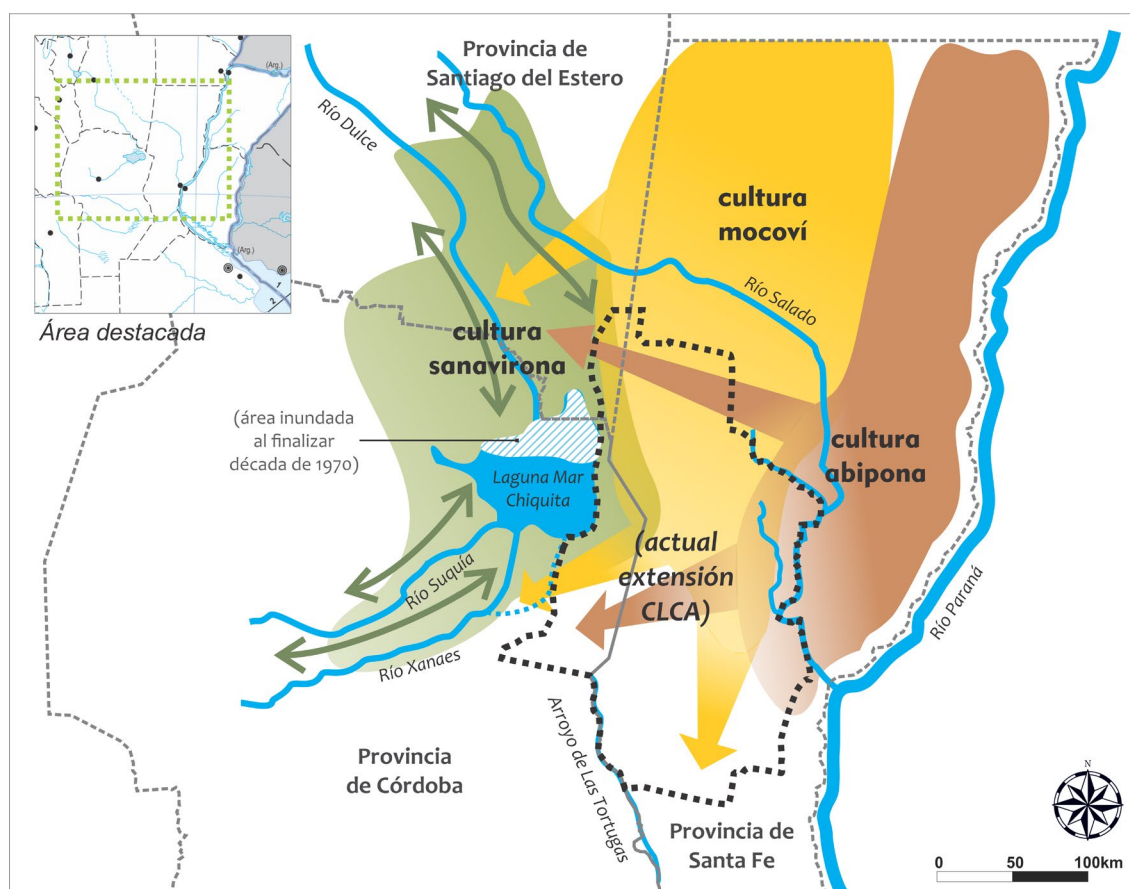 (Arg.)
(Arg.)
1
2
Área destacada
Provincia de
Santiago del Estero
Río Dulce
cultura
mocoví
Río Salado
cultura
sanavirona
(área inundada
al finalizar
década de 1970)
cultura
abipona
Laguna Mar
Chiquita
(actual
extensión
CLCA)
Río Suquía
Río Xanaes
Río Paraná
Arroyo de Las Tortugas
Provincia
de Córdoba
Provincia de
Santa Fe
N
0 50 100km